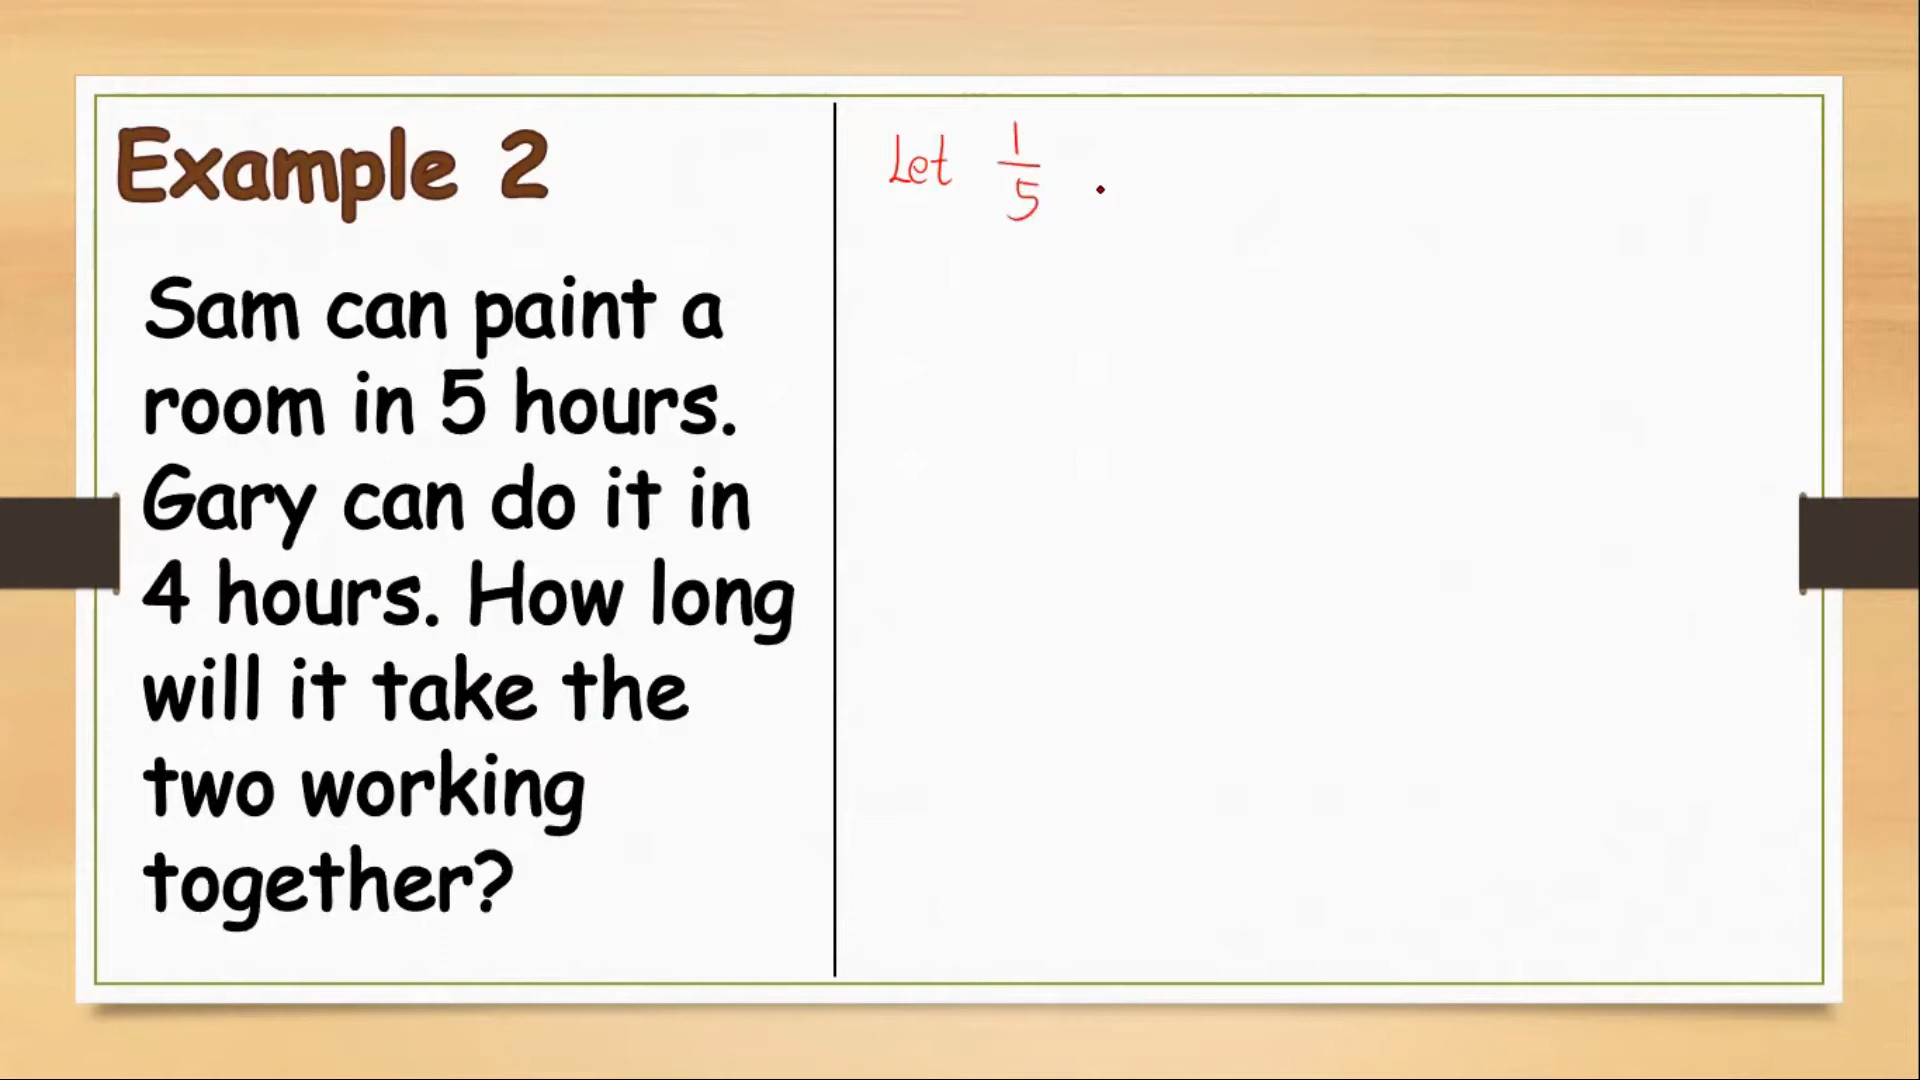 Example 2
Sam can paint a
room in 5 hours.
Gary can do it in
4 hours. How long
will it take the
two working
together?
Let 1/5